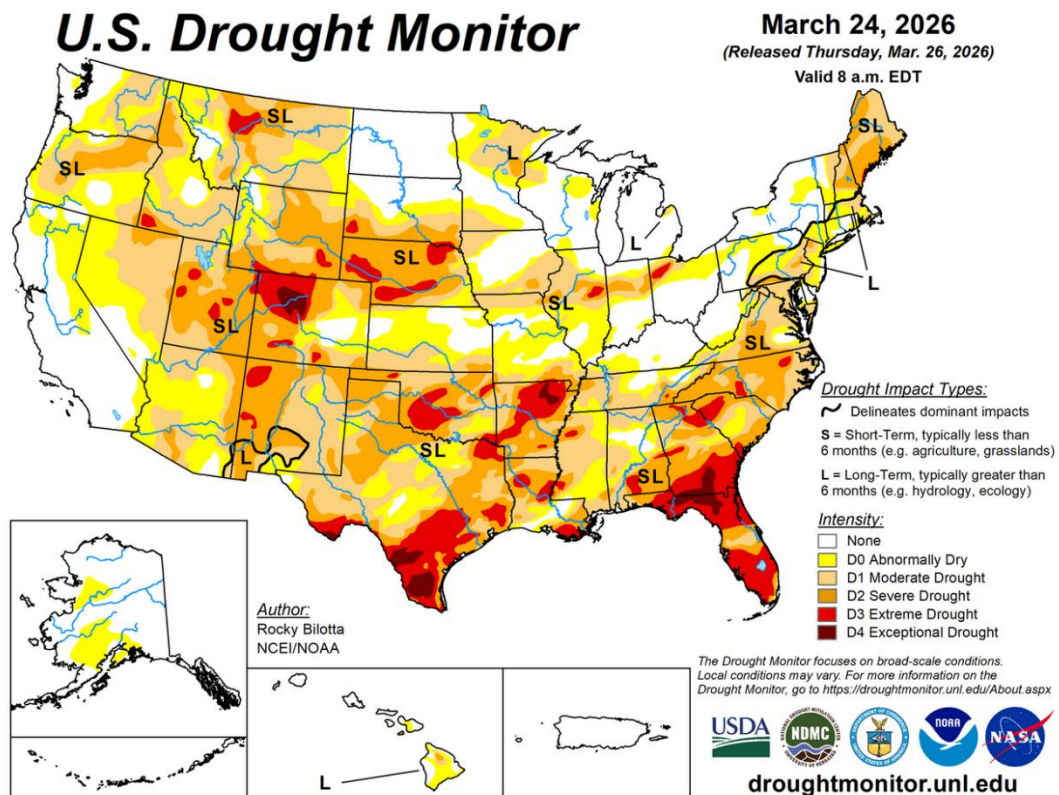 U.S. Drought Monitor
March 24, 2026
(Released Thursday, Mar. 26, 2026)
Valid 8 a.m. EDT
SL
SL
L
SL
L
SL
SL
L
SL
SL
SL
SL
L
L
Drought Impact Types:
Delineates dominant impacts
S = Short-Term, typically less than
6 months (e.g. agriculture, grasslands)
L = Long-Term, typically greater than
6 months (e.g. hydrology, ecology)
Intensity:
None
D0 Abnormally Dry
D1 Moderate Drought
D2 Severe Drought
D3 Extreme Drought
D4 Exceptional Drought
Author:
Rocky Bilotta
NCEI/NOAA
L
The Drought Monitor focuses on broad-scale conditions.
Local conditions may vary. For more information on the
Drought Monitor, go to https://droughtmonitor.unl.edu/About.aspx
USDA
NDMC
NOAA
NASA
droughtmonitor.unl.edu